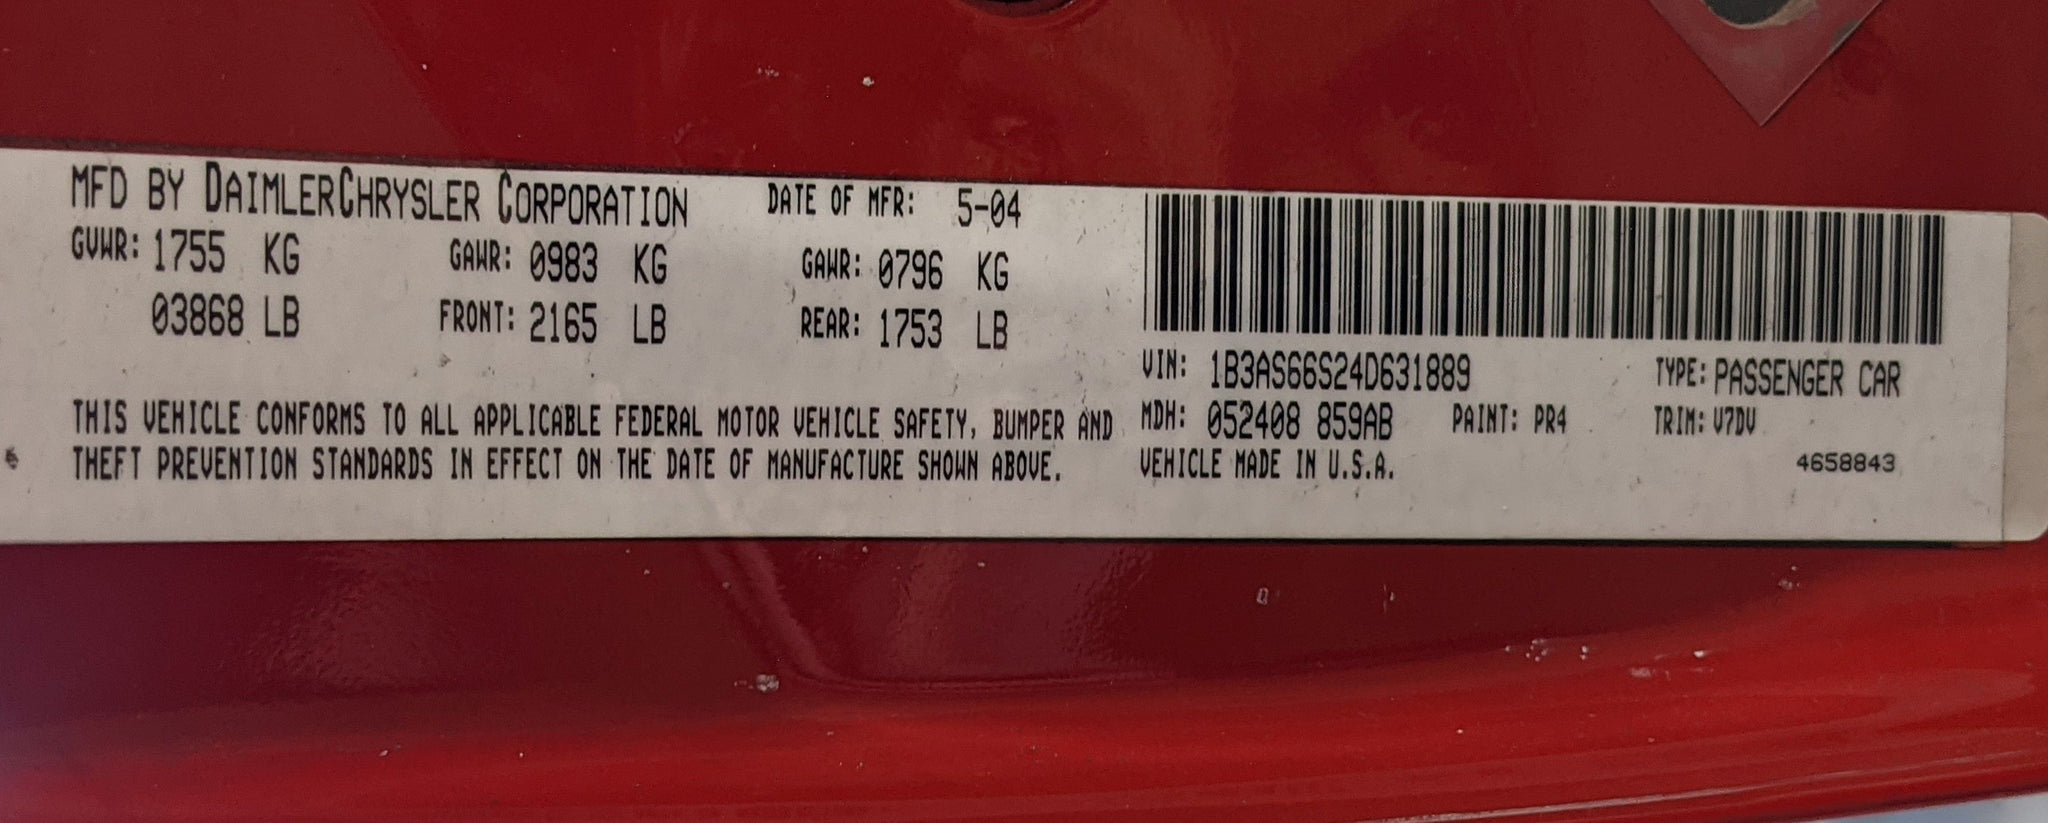 MFD BY DAIMLERCHRYSLER CORPORATION DATE OF MFR: 5-04
GVWR: 1755 KG GAWR: 0983 KG GAWR: 0796 KG
03868 LB FRONT: 2165 LB REAR: 1753 LB
THIS VEHICLE CONFORMS TO ALL APPLICABLE FEDERAL MOTOR VEHICLE SAFETY, BUMPER AND
THEFT PREVENTION STANDARDS IN EFFECT ON THE DATE OF MANUFACTURE SHOWN ABOVE.
VIN: 1B3AS66S24D631889 TYPE: PASSENGER CAR
MDH: 052408 859AB PAINT: PR4 TRIM: V7DV
VEHICLE MADE IN U.S.A. 4658843